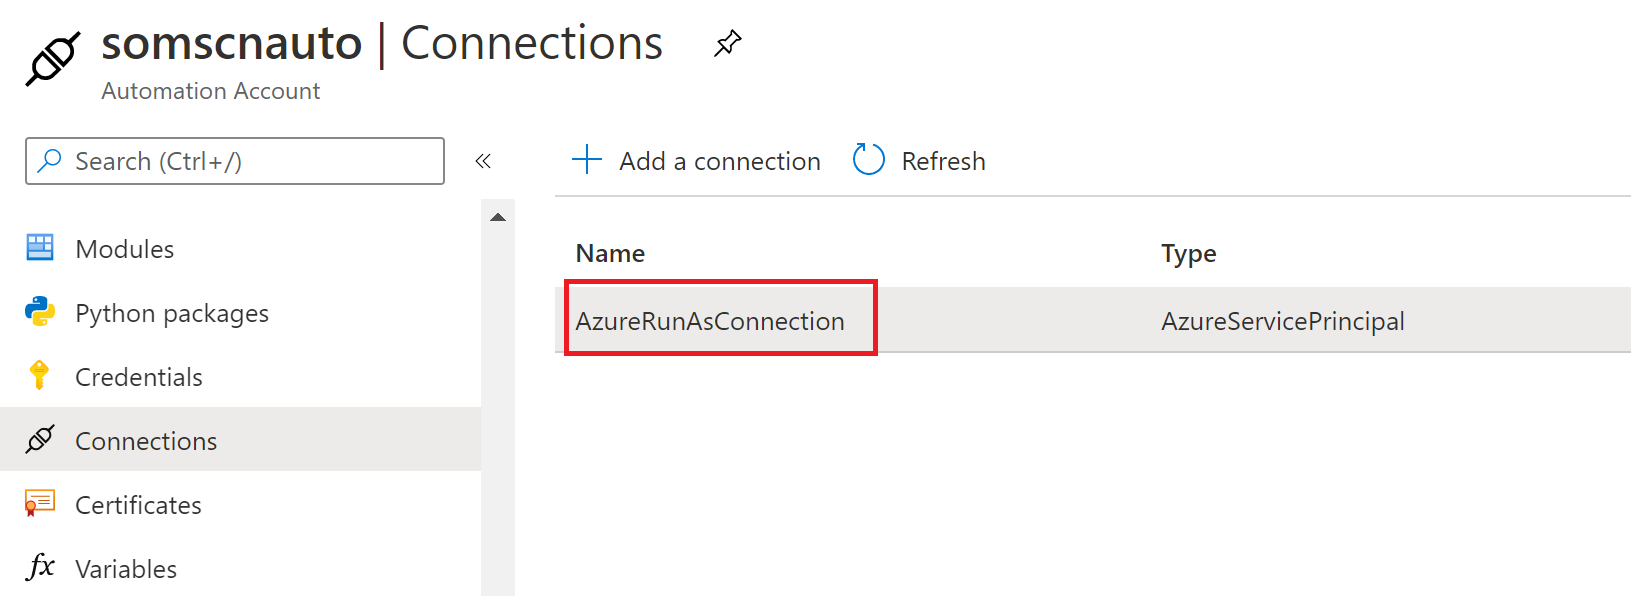 somscnauto | Connections
Automation Account
Search (Ctrl+/)
«
Add a connection
Refresh
Modules
Python packages
Credentials
Connections
Certificates
fx Variables
Name Type
AzureRunAsConnection AzureServicePrincipal